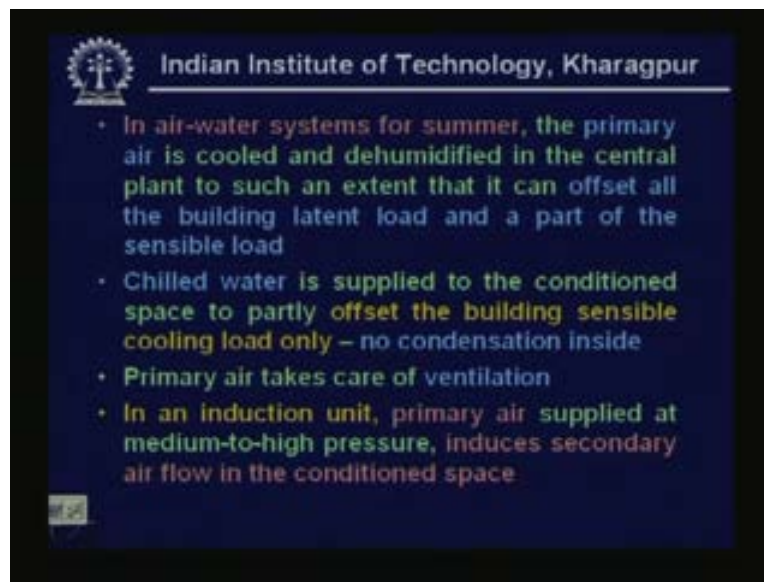 Indian Institute of Technology, Kharagpur
• In air-water systems for summer, the primary
air is cooled and dehumidified in the central
plant to such an extent that it can offset all
the building latent load and a part of the
sensible load
• Chilled water is supplied to the conditioned
space to partly offset the building sensible
cooling load only – no condensation inside
• Primary air takes care of ventilation
• In an induction unit, primary air supplied at
medium-to-high pressure, induces secondary
air flow in the conditioned space